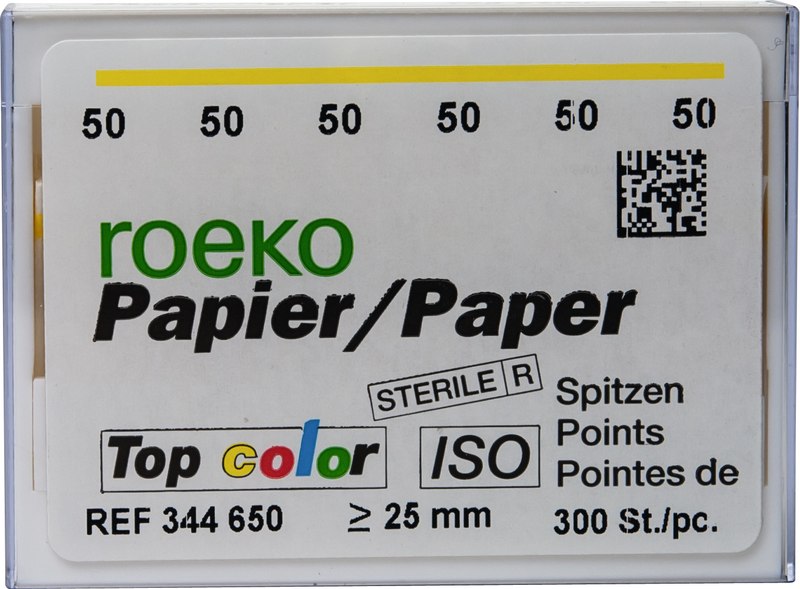 50 50 50 50 50 50
roeko
Papier/Paper
STERILE R
Spitzen
Points
Pointes de
Top color
ISO
REF 344 650
≥ 25 mm
300 St./pc.